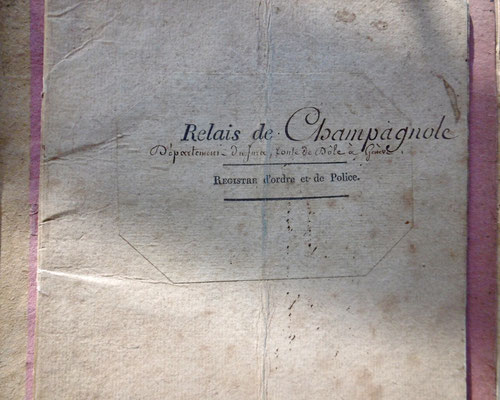 Relais de Champagnole
Département du Jura, route de Dôle à Genève.
REGISTRE d'ordre et de Police.